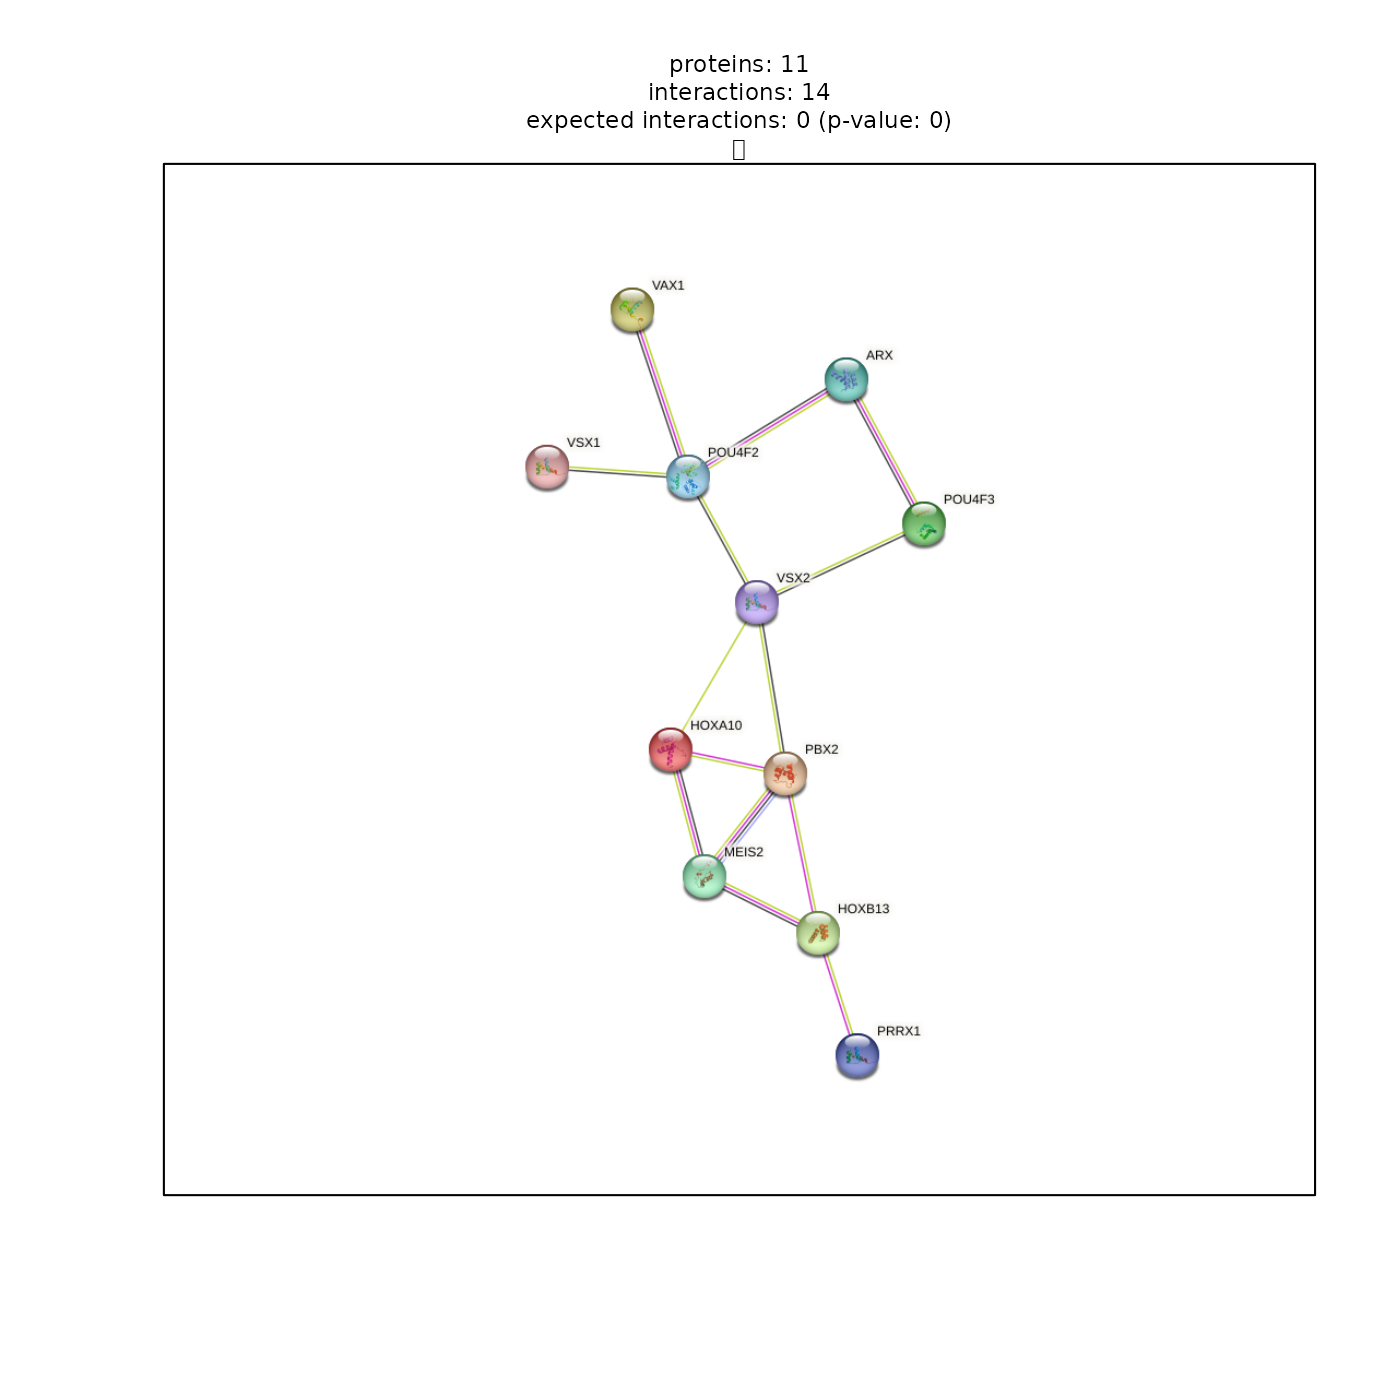 proteins: 11
interactions: 14
expected interactions: 0 (p-value: 0)
VAX1
ARX
VSX1
POU4F2
POU4F3
VSX2
HOXA10
PBX2
MEIS2
HOXB13
PRRX1